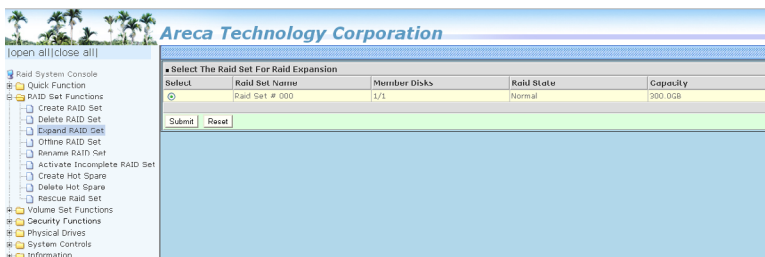 Areca Technology Corporation
|open all|close all|
Raid System Console
Quick Function
RAID Set Functions
Create RAID Set
Delete RAID Set
Expand RAID Set
Offline RAID Set
Rename RAID Set
Activate Incomplete RAID Set
Create Hot Spare
Delete Hot Spare
Rescue Raid Set
Volume Set Functions
Security Functions
Physical Drives
System Controls
Information
Select The Raid Set For Raid Expansion
Select Raid Set Name Member Disks Raid State Capacity
Raid Set # 000 1/1 Normal 300.0GB
Submit Reset